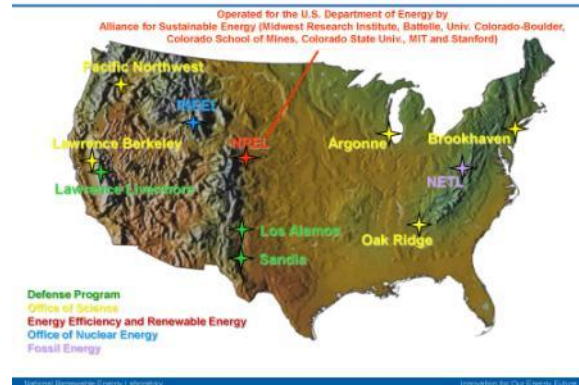 Operated for the U.S. Department of Energy by
Alliance for Sustainable Energy (Midwest Research Institute, Battelle, Univ. Colorado-Boulder,
Colorado School of Mines, Colorado State Univ., MIT and Stanford)
Pacific Northwest
INEEL
Lawrence Berkeley
NREL
Argonne
Brookhaven
Lawrence Livermore
NETL
Los Alamos
Oak Ridge
Sandia
Defense Program
Office of Science
Energy Efficiency and Renewable Energy
Office of Nuclear Energy
Fossil Energy
National Renewable Energy Laboratory
Innovation for Our Energy Future